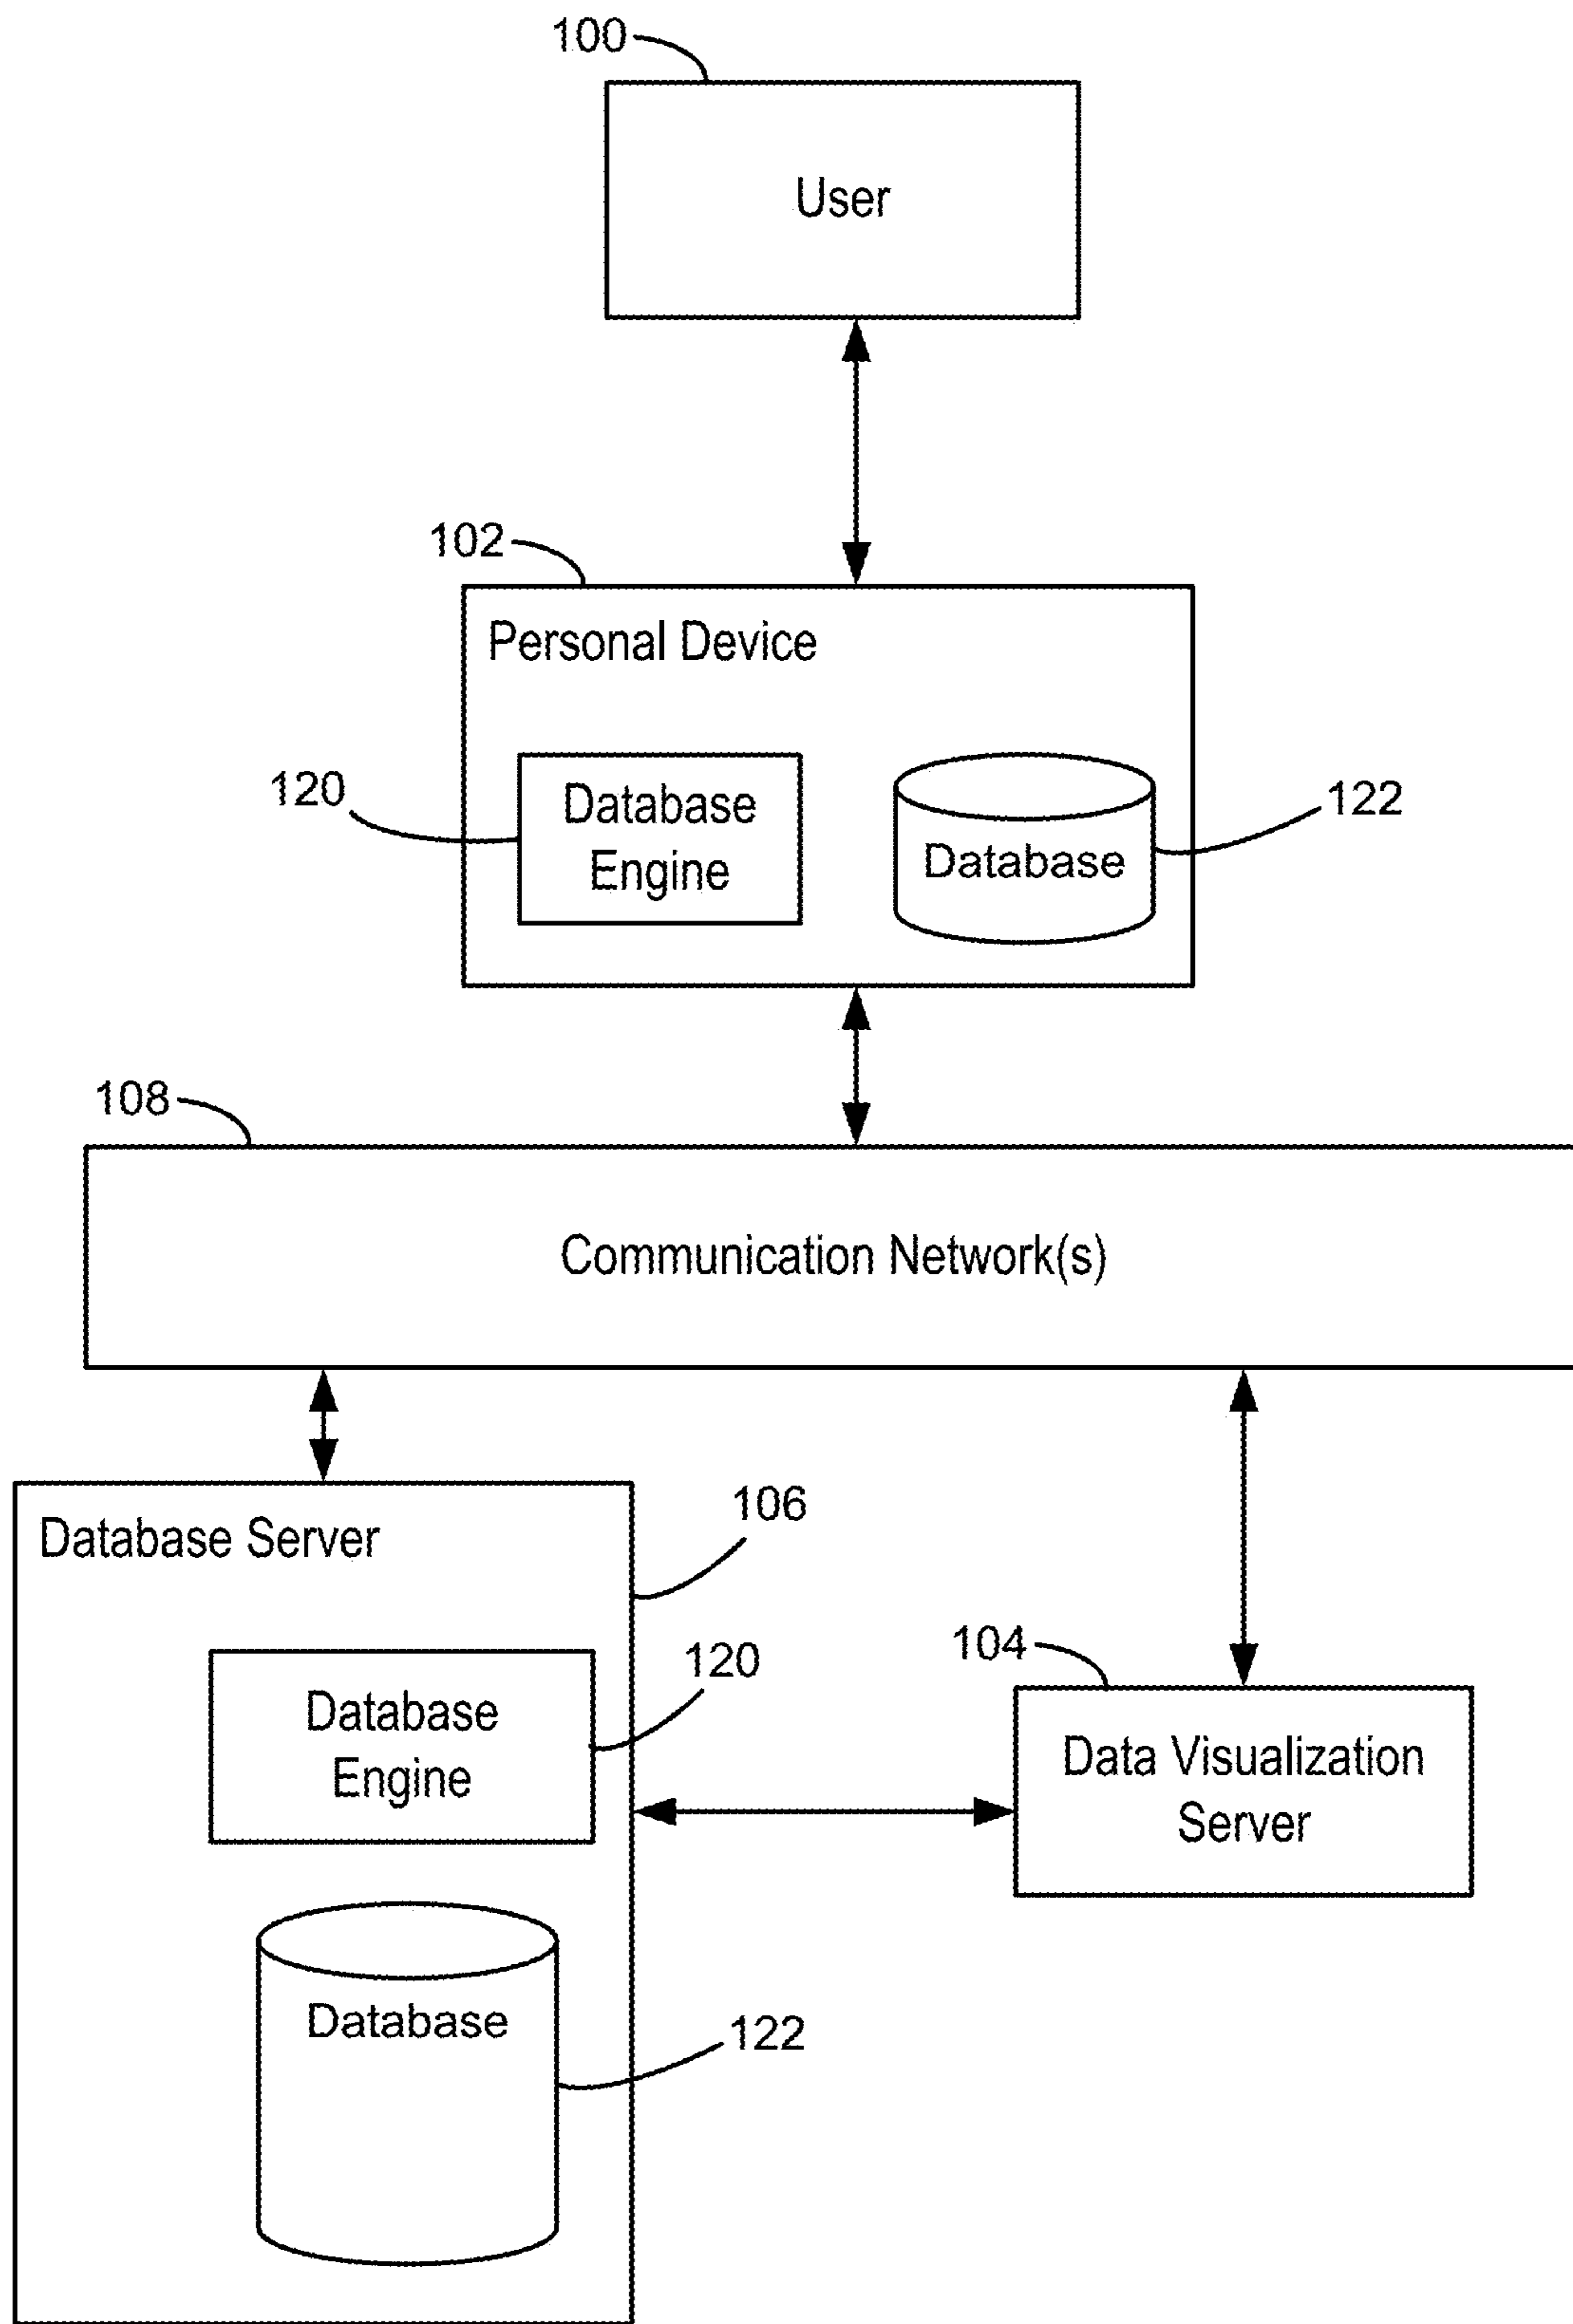 100
User
102
Personal Device
120
Database
Engine
Database
122
108
Communication Network(s)
Database Server
106
Database
Engine
120
104
Data Visualization
Server
Database
122